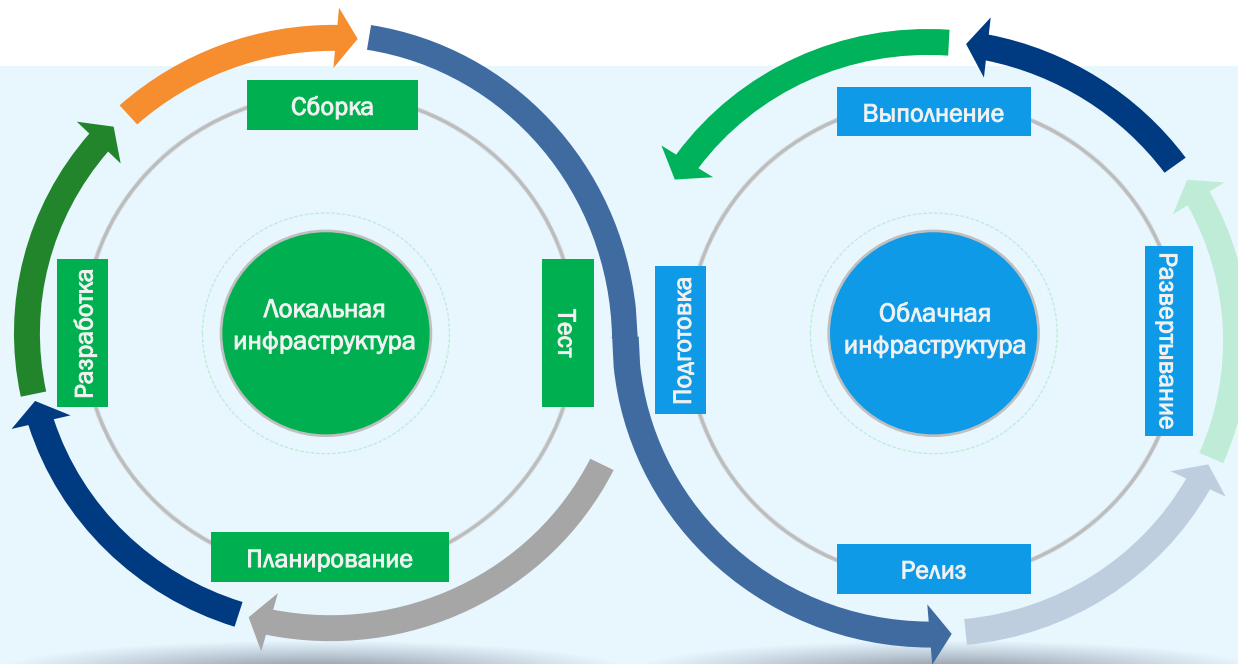 Сборка
Разработка
Локальная
инфраструктура
Тест
Планирование
Выполнение
Подготовка
Облачная
инфраструктура
Развертывание
Релиз